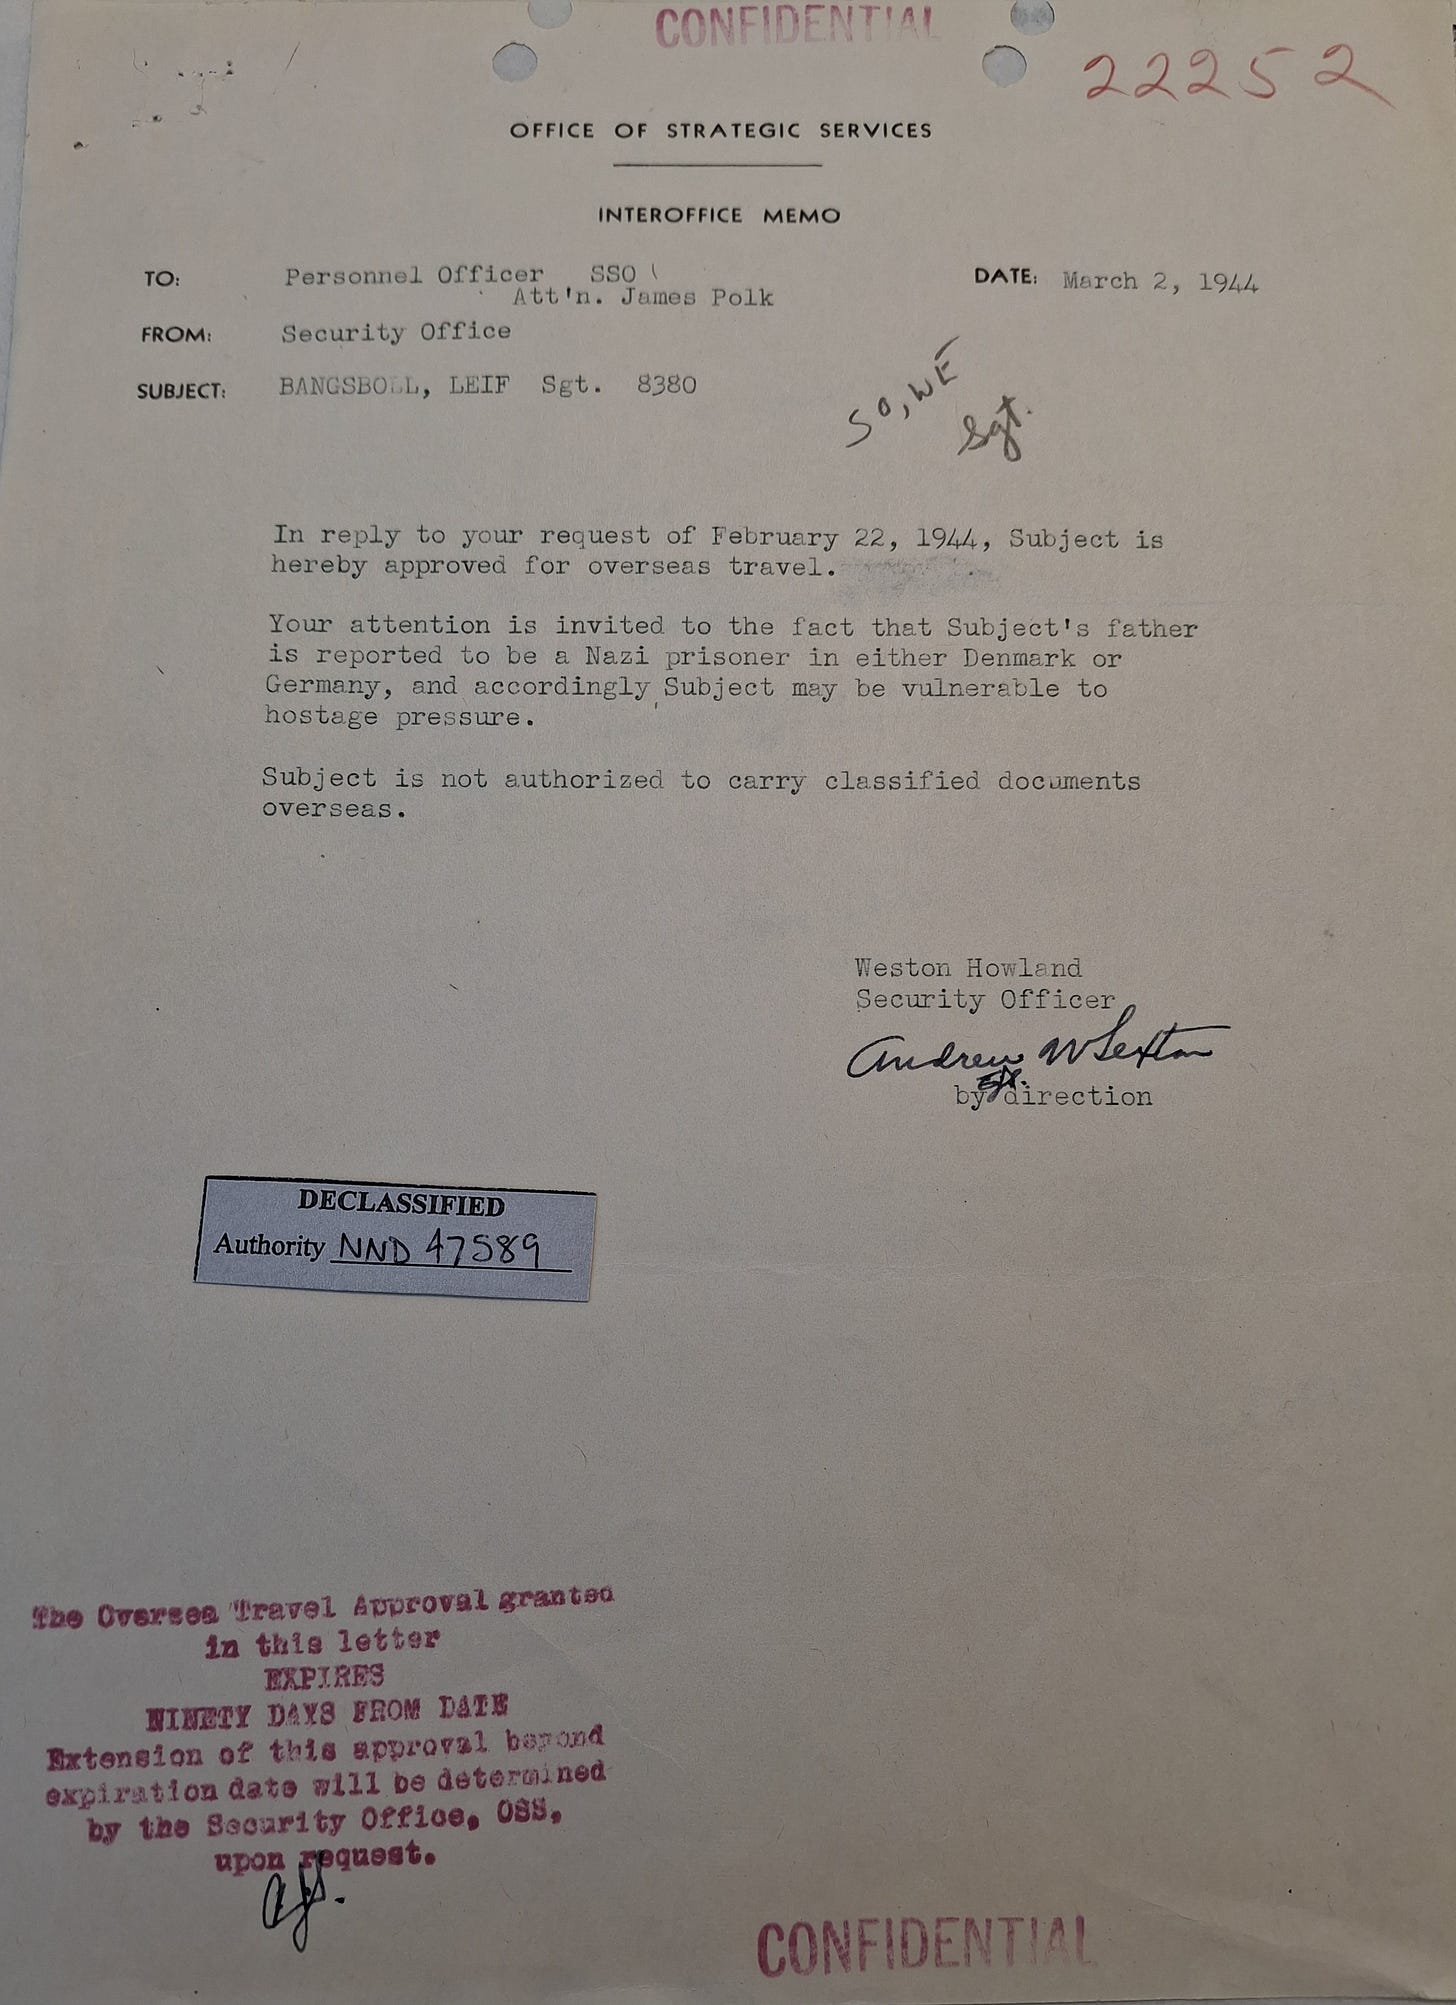 CONFIDENTIAL
22252
OFFICE OF STRATEGIC SERVICES
INTEROFFICE MEMO
TO: Personnel Officer SSO
Att'n. James Polk
DATE: March 2, 1944
FROM: Security Office
SUBJECT: BANGSBOLL, LEIF Sgt. 8380
SO, WE
Sgt.
In reply to your request of February 22, 1944, Subject is
hereby approved for overseas travel.
Your attention is invited to the fact that Subject's father
is reported to be a Nazi prisoner in either Denmark or
Germany, and accordingly Subject may be vulnerable to
hostage pressure.
Subject is not authorized to carry classified documents
overseas.
Weston Howland
Security Officer
Andrew W Sexton
by direction
DECLASSIFIED
Authority NND 47589
The Oversea Travel Approval granted
in this letter
EXPIRES
NINETY DAYS FROM DATE
Extension of this approval beyond
expiration date will be determined
by the Security Office, OSS,
upon request.
CONFIDENTIAL